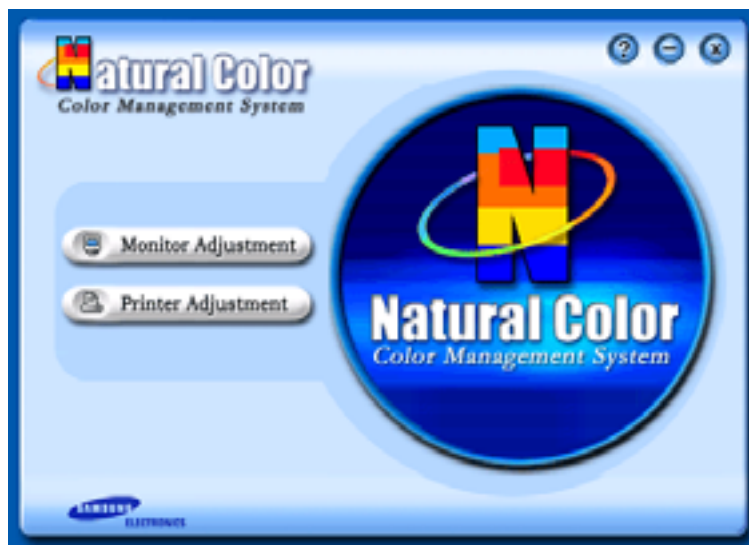 Natural Color
Color Management System
?
Monitor Adjustment
Printer Adjustment
N
Natural Color
Color Management System
SAMSUNG
ELECTRONICS